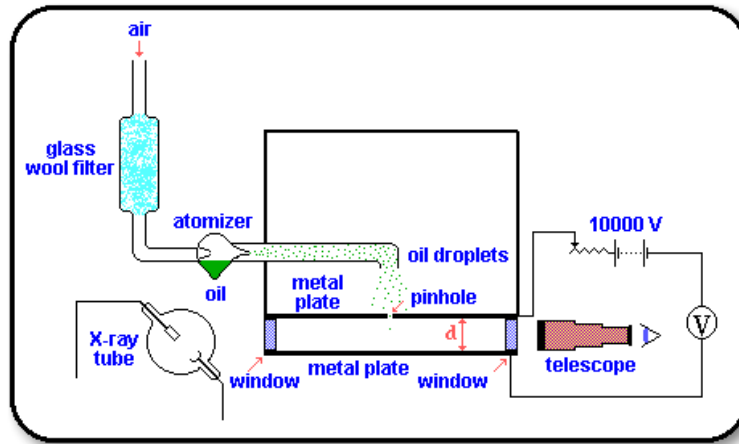 air
glass
wool filter
atomizer
10000 V
oil droplets
oil
metal
plate
pinhole
d
V
X-ray
tube
telescope
window
metal plate
window